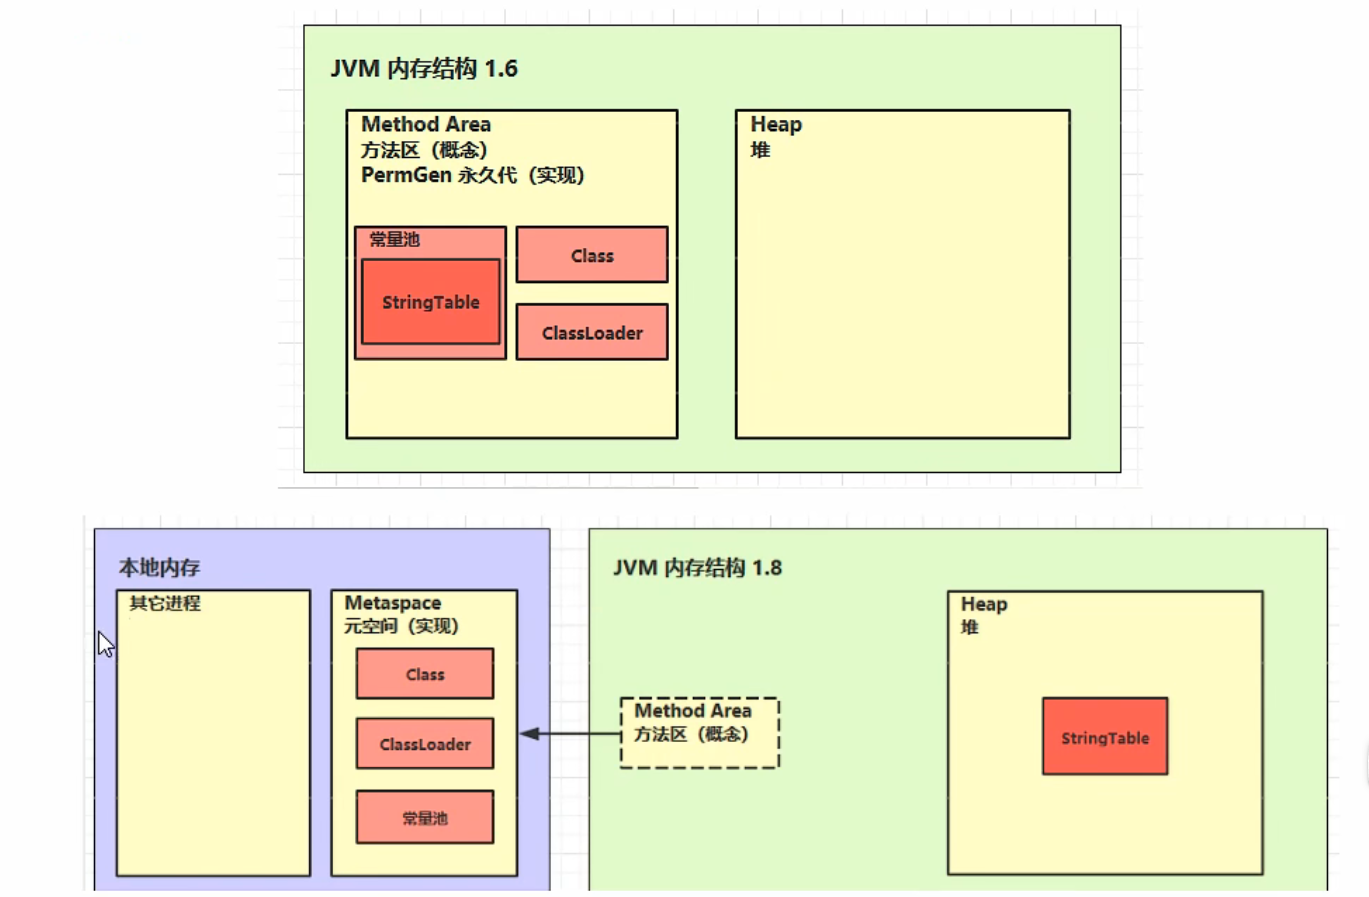 JVM 内存结构 1.6
Method Area
方法区（概念）
PermGen 永久代（实现）
常量池
StringTable
Class
ClassLoader
Heap
堆
本地内存
其它进程
Metaspace
元空间（实现）
Class
ClassLoader
常量池
JVM 内存结构 1.8
Method Area
方法区（概念）
Heap
堆
StringTable